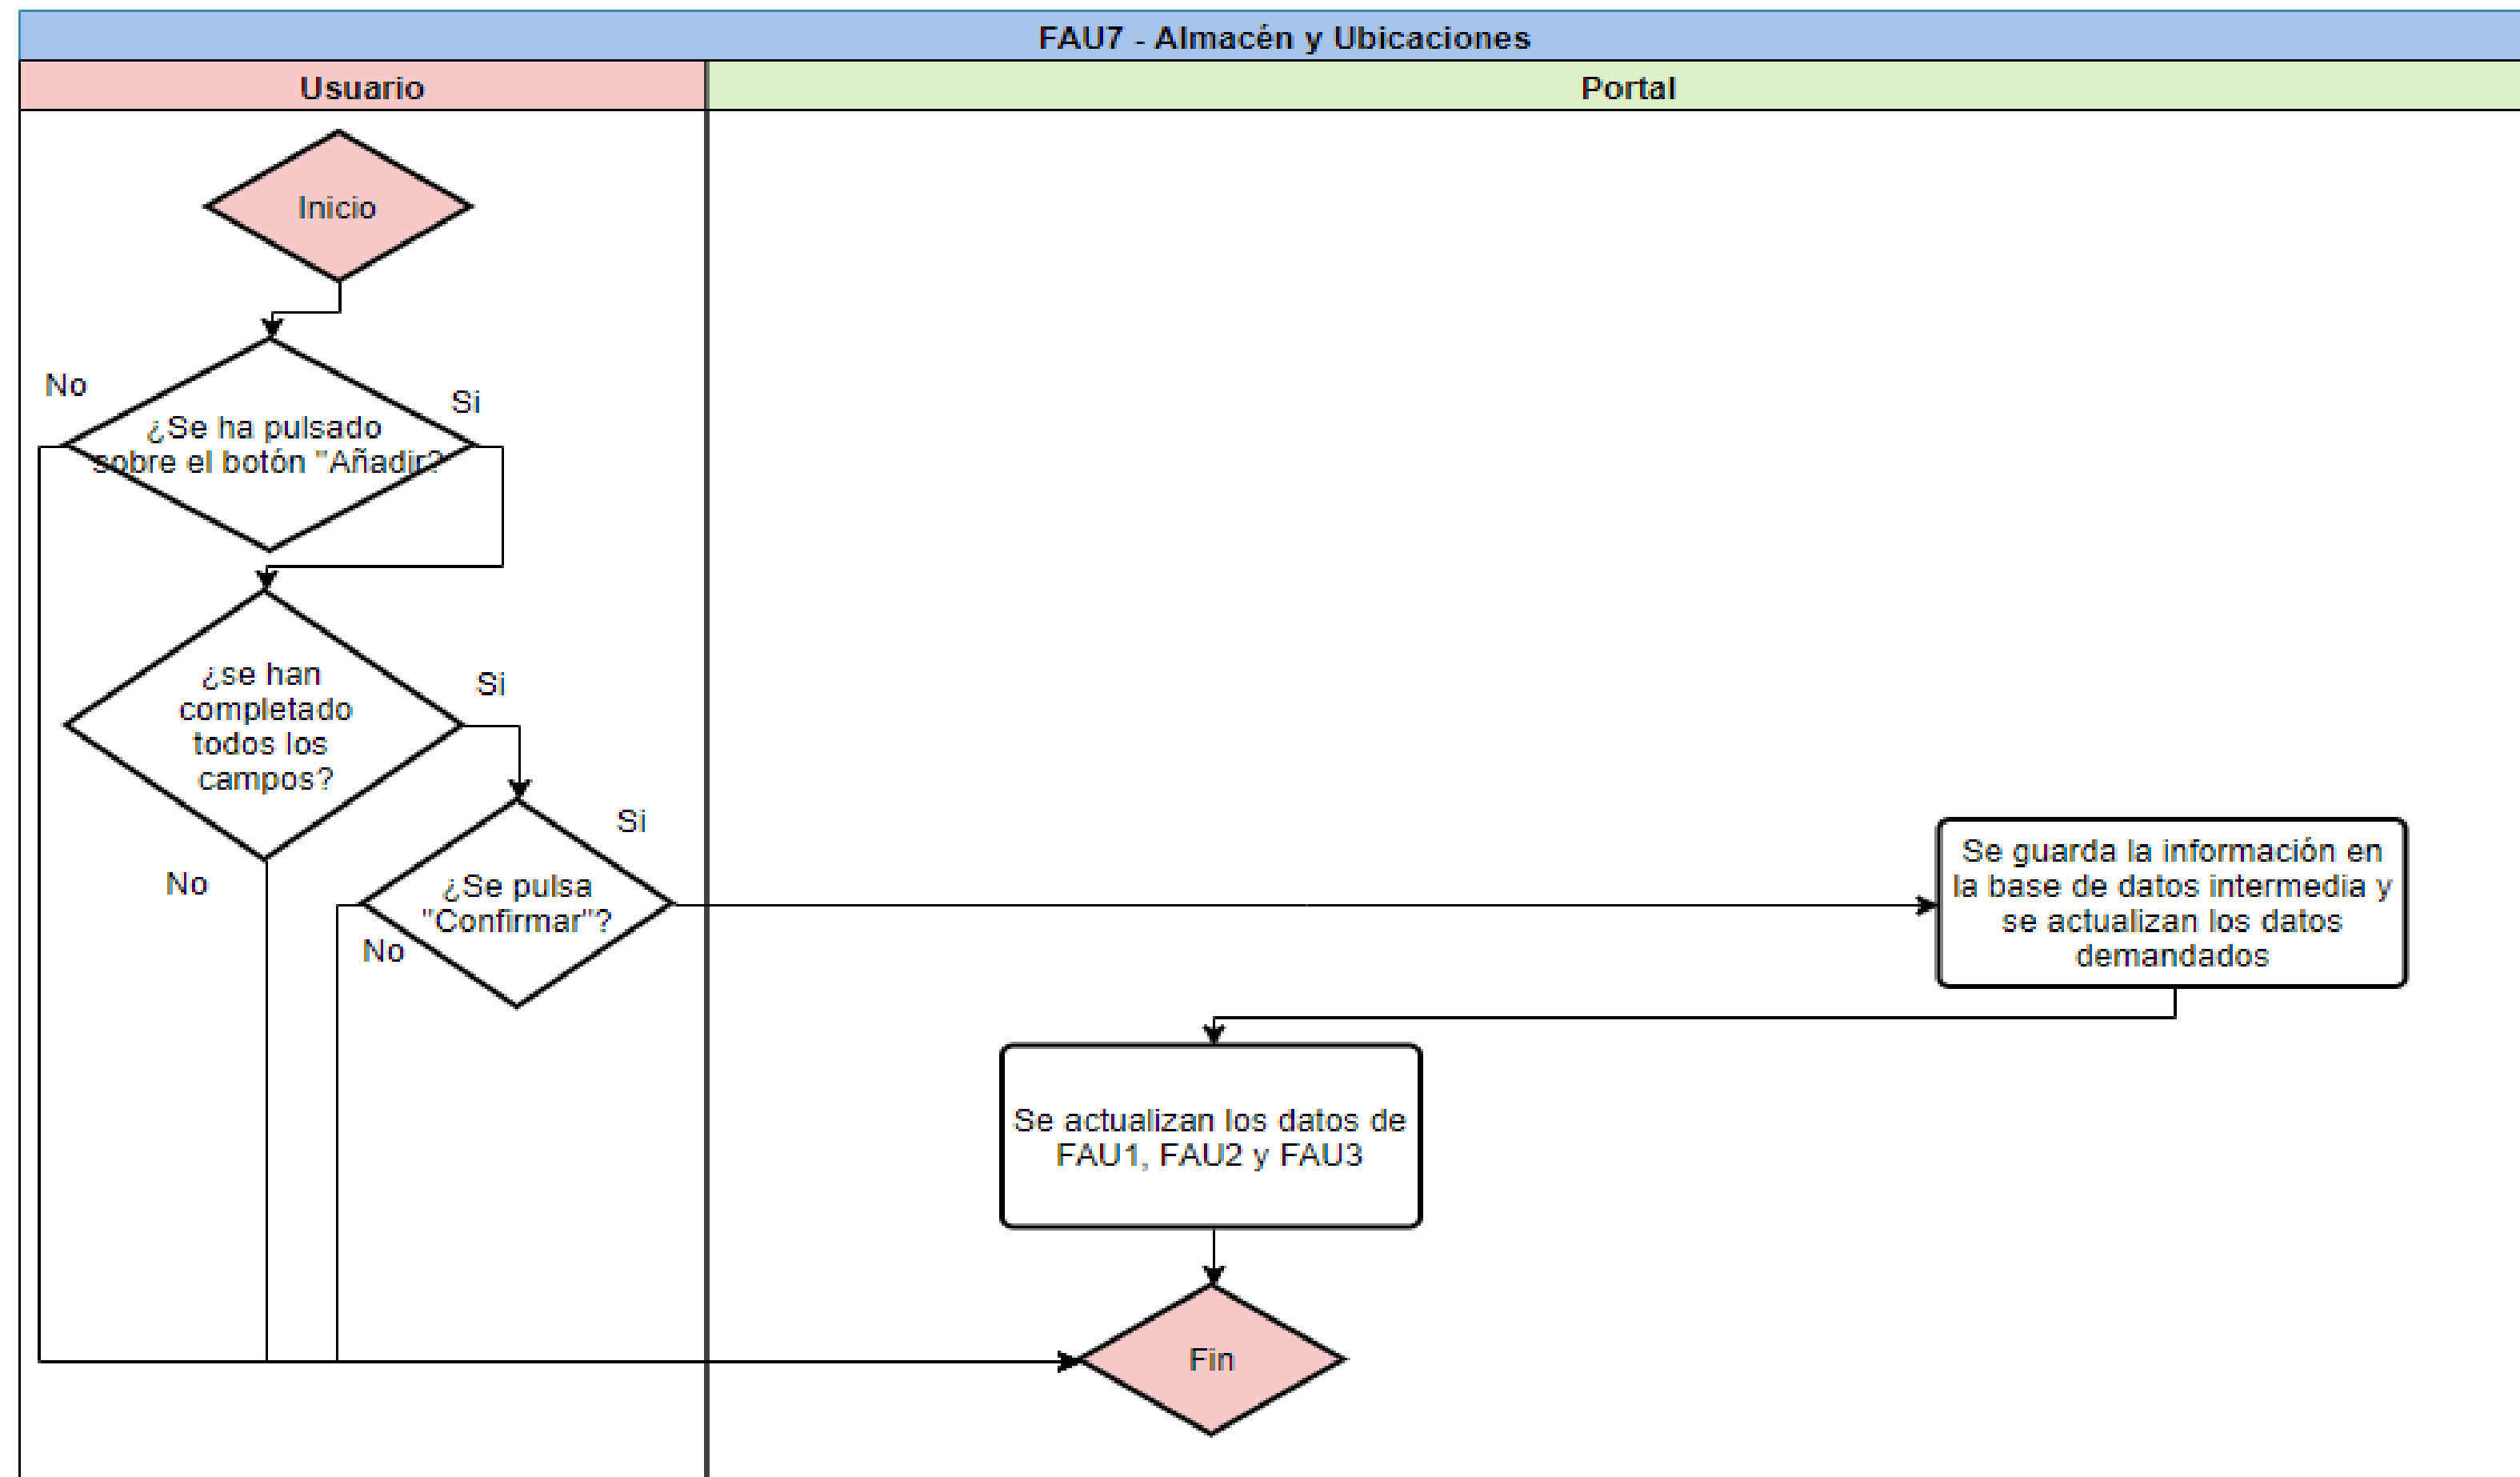 FAU7 - Almacén y Ubicaciones
Usuario
Portal
Inicio
No
Si
¿Se ha pulsado
sobre el botón "Añadir?
¿se han
completado
todos los
campos?
Si
No
¿Se pulsa
"Confirmar"?
Si
No
Se guarda la información en
la base de datos intermedia y
se actualizan los datos
demandados
Se actualizan los datos de
FAU1, FAU2 y FAU3
Fin